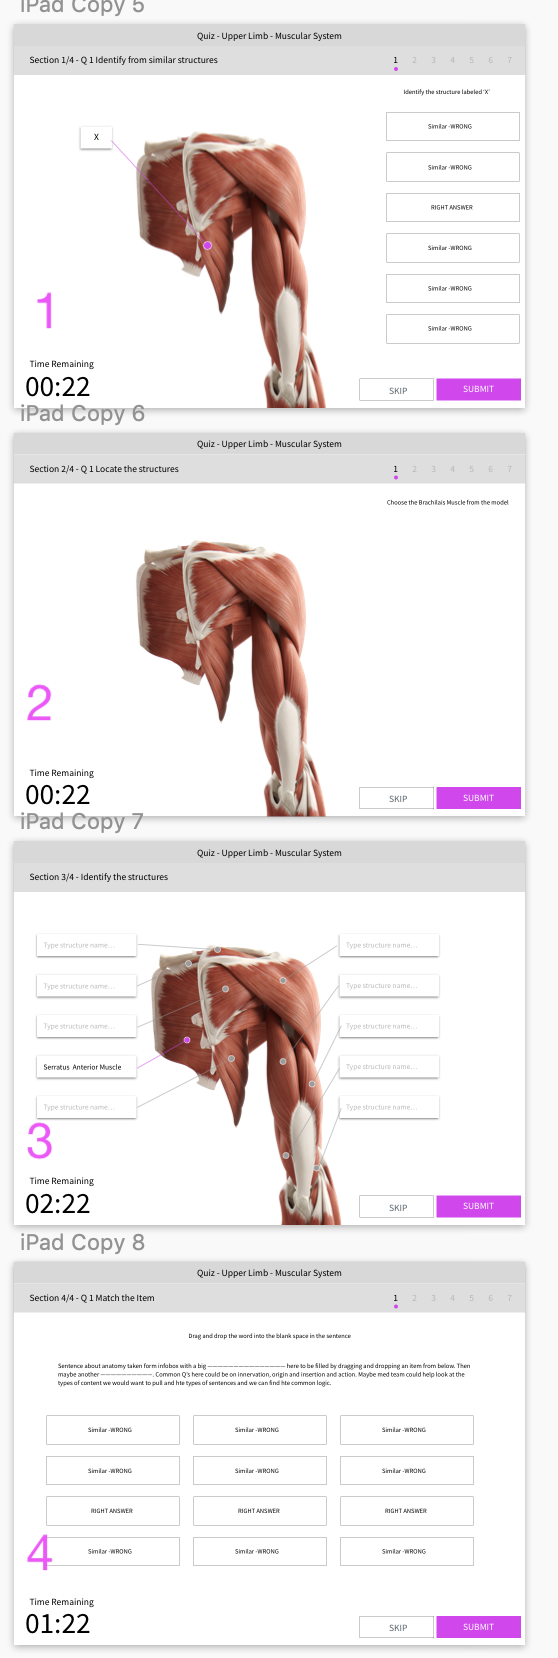 iPad Copy 5
Quiz - Upper Limb - Muscular System
Section 1/4 - Q 1 Identify from similar structures
1 2 3 4 5 6 7
Identify the structure labeled 'X'
X
Similar -WRONG
Similar -WRONG
RIGHT ANSWER
Similar -WRONG
Similar -WRONG
Similar -WRONG
1
Time Remaining
00:22
SKIP
SUBMIT
iPad Copy 6
Quiz - Upper Limb - Muscular System
Section 2/4 - Q 1 Locate the structures
1 2 3 4 5 6 7
Choose the Brachilais Muscle from the model
2
Time Remaining
00:22
SKIP
SUBMIT
iPad Copy 7
Quiz - Upper Limb - Muscular System
Section 3/4 - Identify the structures
Type structure name...
Type structure name...
Type structure name...
Type structure name...
Type structure name...
Type structure name...
Serratus Anterior Muscle
Type structure name...
Type structure name...
Type structure name...
3
Time Remaining
02:22
SKIP
SUBMIT
iPad Copy 8
Quiz - Upper Limb - Muscular System
Section 4/4 - Q 1 Match the Item
1 2 3 4 5 6 7
Drag and drop the word into the blank space in the sentence
Sentence about anatomy taken form infobox with a big ———————————— here to be filled by dragging and dropping an item from below. Then
maybe another ————————. Common Q's here could be on innervation, origin and insertion and action. Maybe med team could help look at the
types of content we would want to pull and hte types of sentences and we can find hte common logic.
Similar -WRONG
Similar -WRONG
Similar -WRONG
Similar -WRONG
Similar -WRONG
Similar -WRONG
RIGHT ANSWER
RIGHT ANSWER
RIGHT ANSWER
Similar -WRONG
Similar -WRONG
Similar -WRONG
4
Time Remaining
01:22
SKIP
SUBMIT